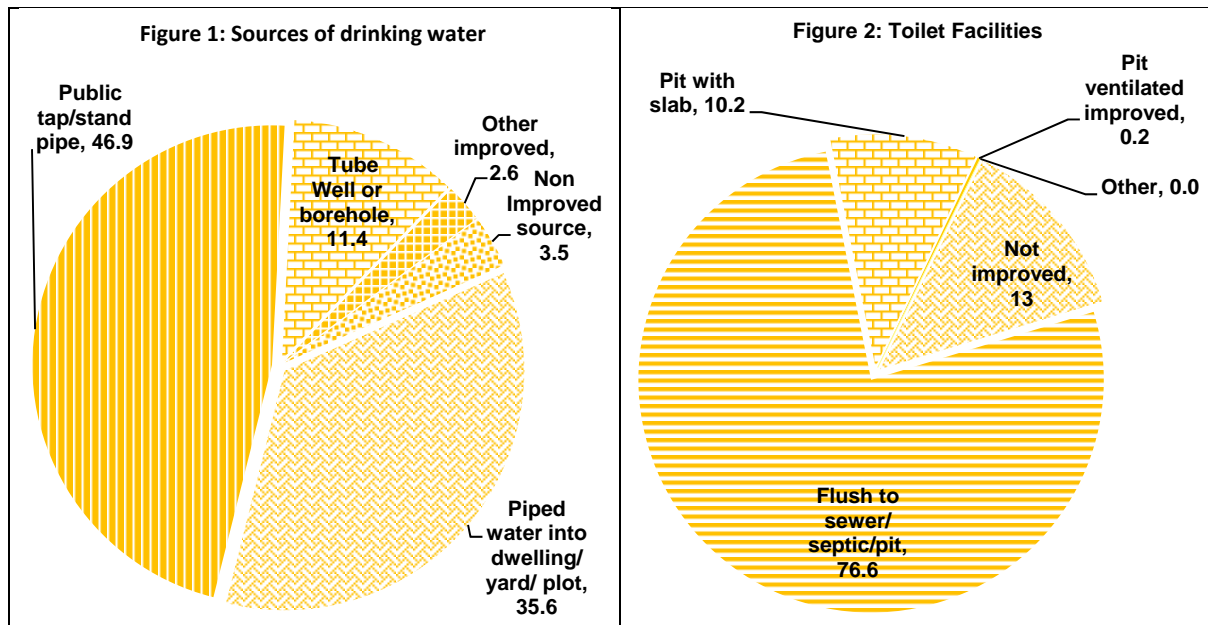 Figure 1: Sources of drinking water
Public
tap/stand
pipe, 46.9
Tube
Well or
borehole,
11.4
Other
improved,
2.6
Non
Improved
source,
3.5
Piped
water into
dwelling/
yard/ plot,
35.6
Figure 2: Toilet Facilities
Pit with
slab, 10.2
Pit
ventilated
improved,
0.2
Other, 0.0
Not
improved,
13
Flush to
sewer/
septic/pit,
76.6